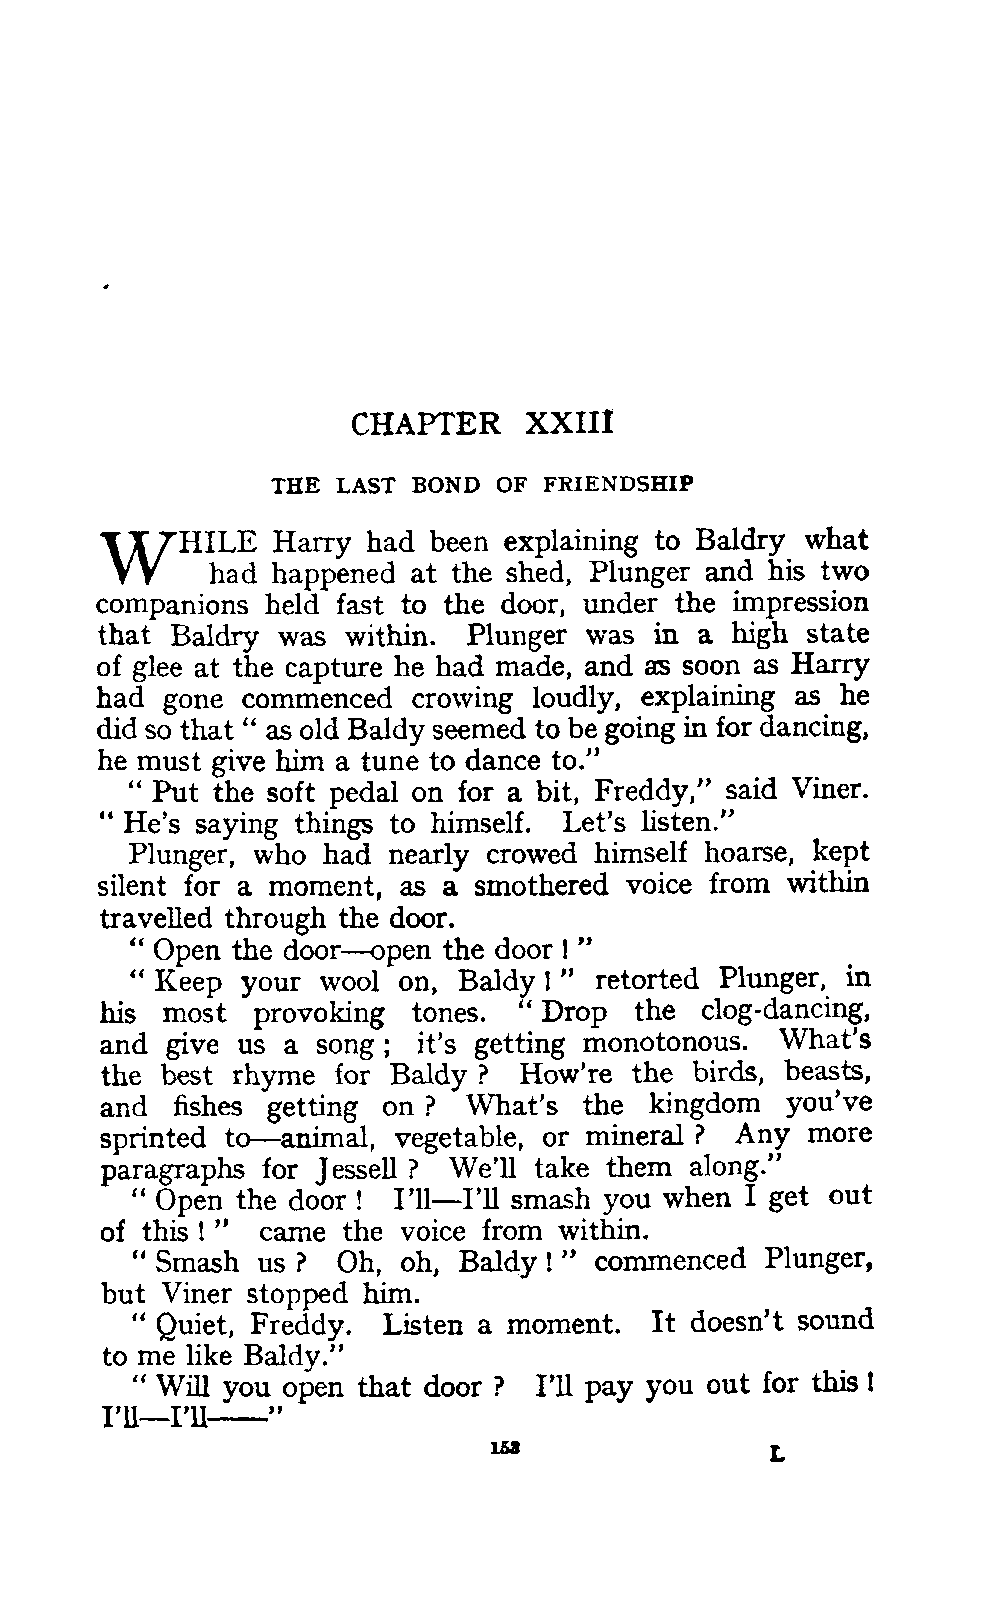 CHAPTER XXIII
THE LAST BOND OF FRIENDSHIP
WHILE Harry had been explaining to Baldry what
had happened at the shed, Plunger and his two
companions held fast to the door, under the impression
that Baldry was within. Plunger was in a high state
of glee at the capture he had made, and as soon as Harry
had gone commenced crowing loudly, explaining as he
did so that “ as old Baldy seemed to be going in for dancing,
he must give him a tune to dance to.”
“ Put the soft pedal on for a bit, Freddy,” said Viner.
“ He's saying things to himself. Let's listen.”
Plunger, who had nearly crowed himself hoarse, kept
silent for a moment, as a smothered voice from within
travelled through the door.
“ Open the door—open the door ! ”
“ Keep your wool on, Baldy ! ” retorted Plunger, in
his most provoking tones. “ Drop the clog-dancing,
and give us a song ; it's getting monotonous. What's
the best rhyme for Baldy ? How're the birds, beasts,
and fishes getting on ? What's the kingdom you've
sprinted to—animal, vegetable, or mineral ? Any more
paragraphs for Jessell ? We'll take them along.”
“ Open the door ! I'll—I'll smash you when I get out
of this ! ” came the voice from within.
“ Smash us ? Oh, oh, Baldy ! ” commenced Plunger,
but Viner stopped him.
“ Quiet, Freddy. Listen a moment. It doesn't sound
to me like Baldy.”
“ Will you open that door ? I'll pay you out for this !
I'll—I'll——”
L